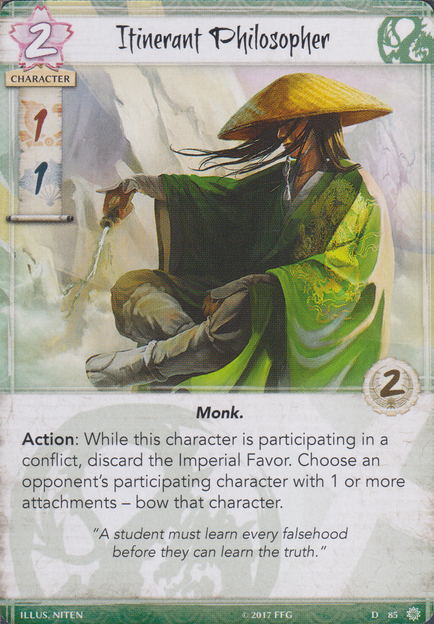 2
Itinerant Philosopher
CHARACTER
1
1
2
Monk.
Action: While this character is participating in a
conflict, discard the Imperial Favor. Choose an
opponent's participating character with 1 or more
attachments – bow that character.
"A student must learn every falsehood
before they can learn the truth."
ILLUS. NITEN © 2017 FFG D 85